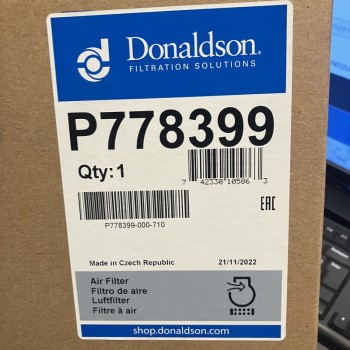 Donaldson.
FILTRATION SOLUTIONS
P778399
Qty:1
7 42330 10586 3
P778399-000-710
EAC
Made in Czech Republic 21/11/2022
Air Filter
Filtro de aire
Luftfilter
Filtre à air
shop.donaldson.com